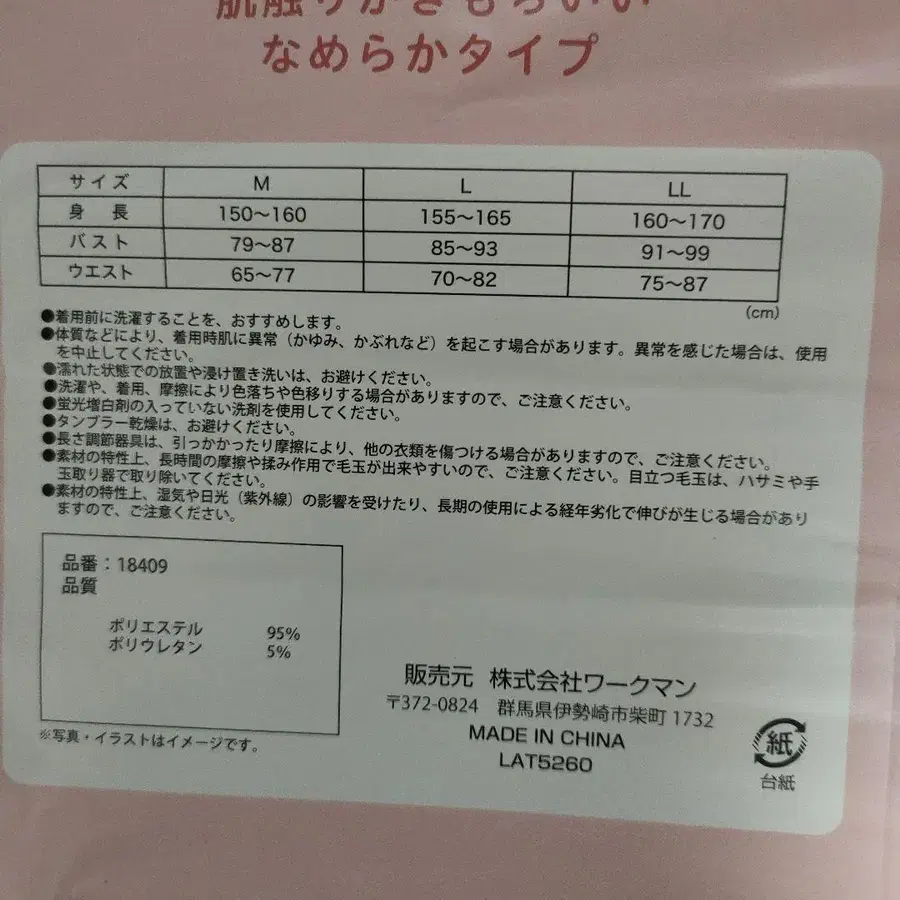 肌触りがきもちいい
なめらかタイプ
サイズ M L LL
身長 150～160 155～165 160～170
バスト 79～87 85～93 91～99
ウエスト 65～77 70～82 75～87
(cm)
●着用前に洗濯することを、おすすめします。
●体質などにより、着用時肌に異常（かゆみ、かぶれなど）を起こす場合があります。異常を感じた場合は、使用
を中止してください。
●濡れた状態での放置や浸け置き洗いは、お避けください。
●洗濯や、着用、摩擦により色落ちや色移りする場合がありますので、ご注意ください。
●蛍光増白剤の入っていない洗剤を使用してください。
●タンブラー乾燥は、お避けください。
●長さ調節器具は、引っかかったり摩擦により、他の衣類を傷つける場合がありますので、ご注意ください。
●素材の特性上、長時間の摩擦や揉み作用で毛玉が出来やすいので、ご注意ください。目立つ毛玉は、ハサミや手
玉取り器で取り除いてください。
●素材の特性上、湿気や日光（紫外線）の影響を受けたり、長期の使用による経年劣化で伸びが生じる場合があり
ますので、ご注意ください。
品番：18409
品質
ポリエステル 95%
ポリウレタン 5%
※写真・イラストはイメージです。
販売元 株式会社ワークマン
〒372-0824 群馬県伊勢崎市柴町1732
MADE IN CHINA
LAT5260
紙
台紙